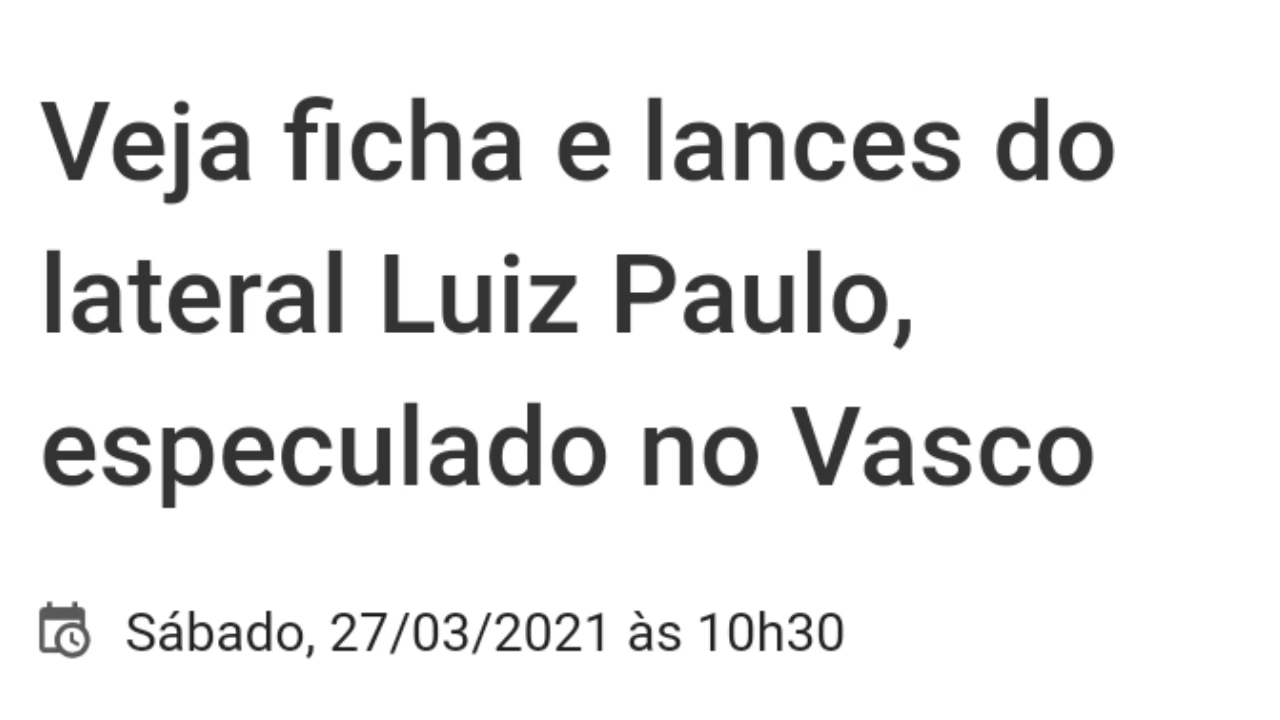 Veja ficha e lances do
lateral Luiz Paulo,
especulado no Vasco
Sábado, 27/03/2021 às 10h30